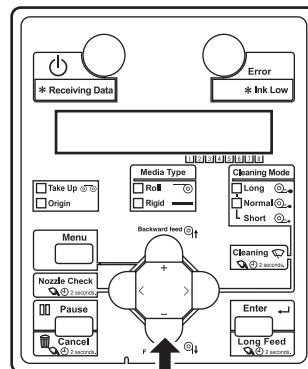 Error
* Receiving Data
* Ink Low
1 2 3 4 5 6 7 8
Media Type
Cleaning Mode
Take Up
Origin
Roll
Rigid
Long
Normal
Short
Menu
Backward feed
+
-
Cleaning
2 seconds.
Nozzle Check
2 seconds.
Pause
Cancel
2 seconds.
F
Enter
Long Feed
2 seconds.